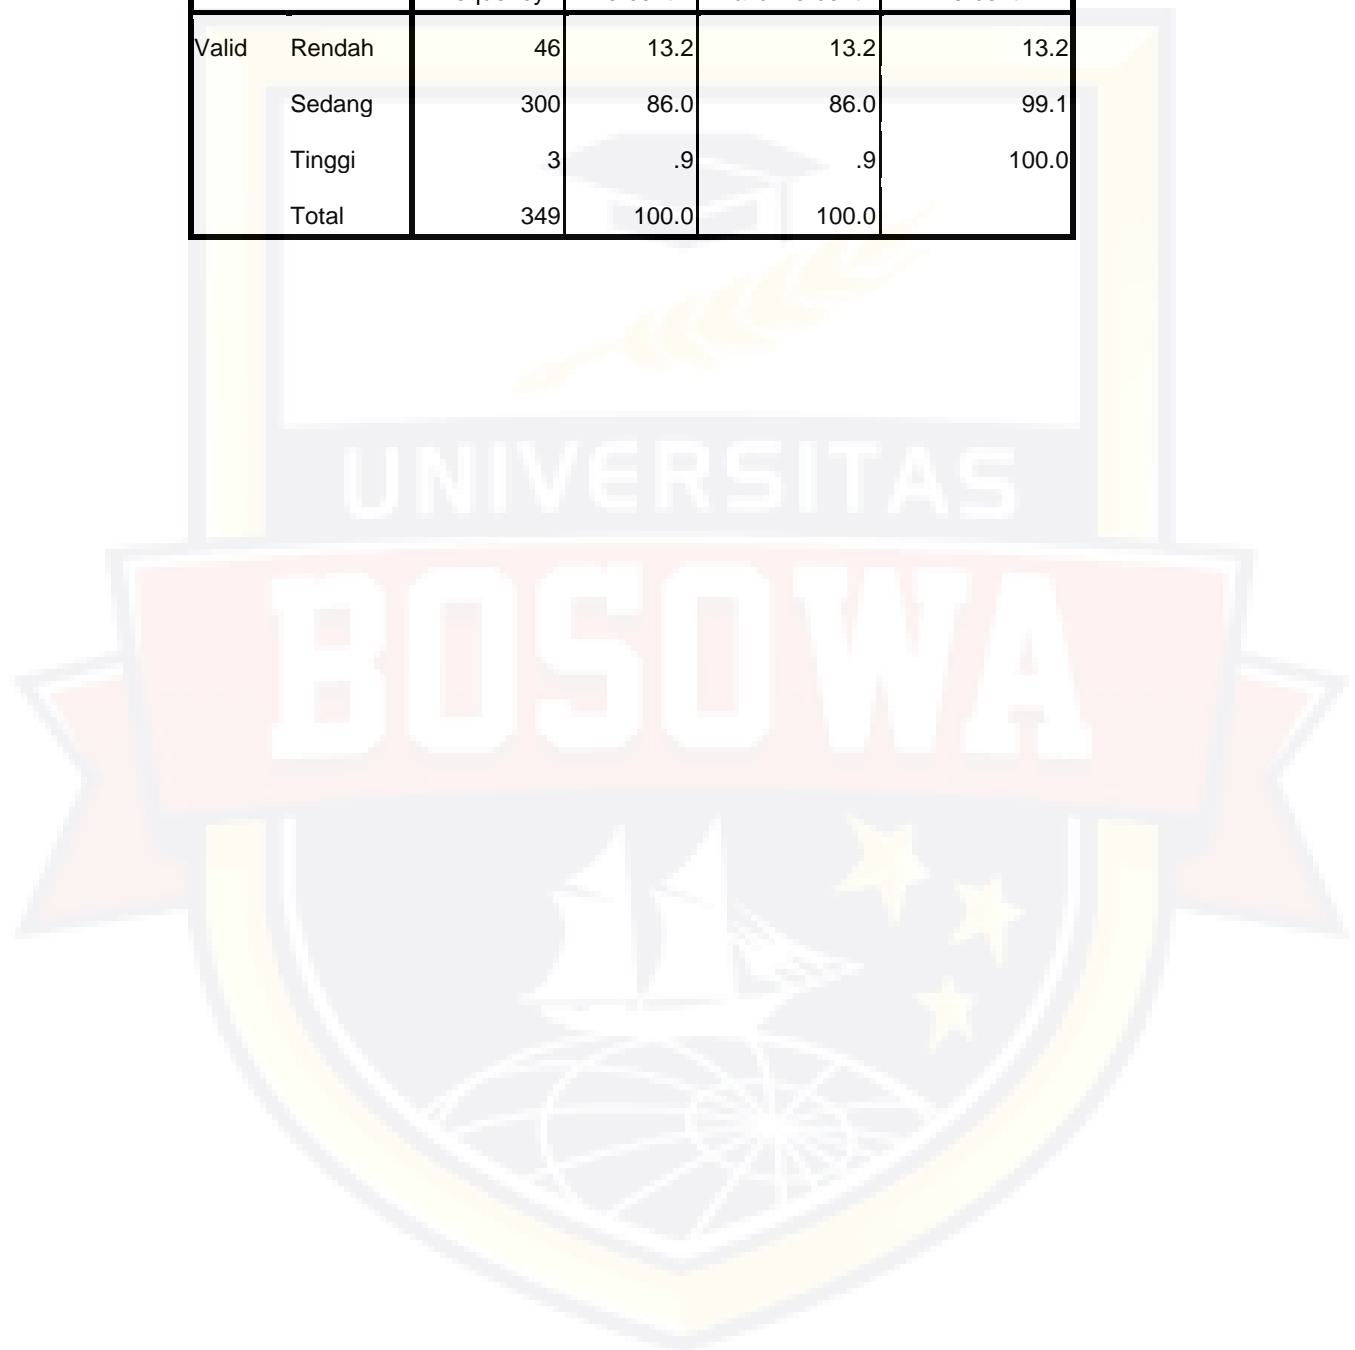 Valid Rendah 46 13.2 13.2 13.2
Sedang 300 86.0 86.0 99.1
Tinggi 3 .9 .9 100.0
Total 349 100.0 100.0
UNIVERSITAS
BOSOWA